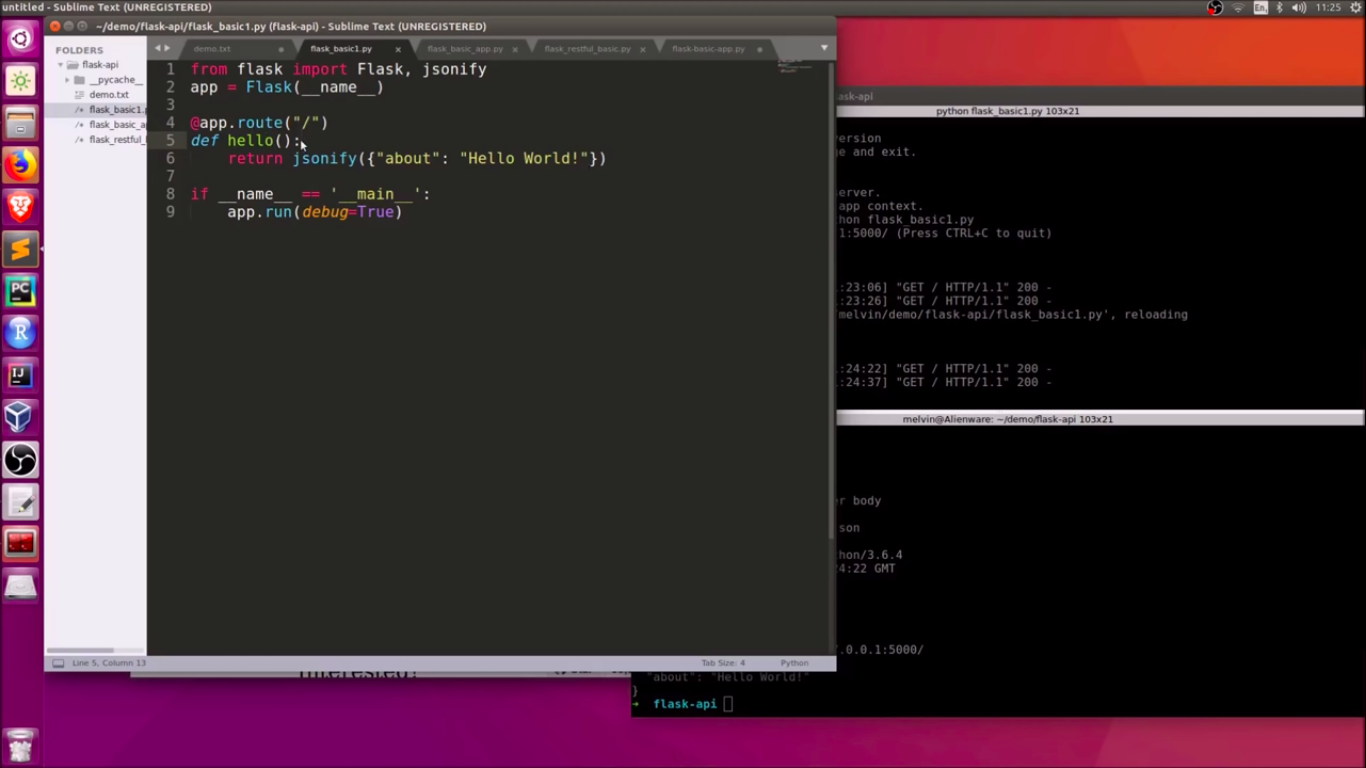 untitled - Sublime Text (UNREGISTERED)
En
11:25
~/demo/flask-api/flask_basic1.py (flask-api) - Sublime Text (UNREGISTERED)
FOLDERS
flask-api
__pycache__
demo.txt
flask_basic1.
flask_basic_a
flask_restful_
demo.txt
flask_basic1.py
flask_basic_app.py
flask_restful_basic.py
flask-basic-app.py
1 from flask import Flask, jsonify
2 app = Flask(__name__)
3
4 @app.route("/")
5 def hello():
6 return jsonify({"about": "Hello World!"})
7
8 if __name__ == '__main__':
9 app.run(debug=True)
Line 5, Column 13
Tab Size: 4
Python
ask-api
python flask_basic1.py 103x21
version
ge and exit.
erver.
app context.
hon flask_basic1.py
1:5000/ (Press CTRL+C to quit)
:23:06] "GET / HTTP/1.1" 200 -
:23:26] "GET / HTTP/1.1" 200 -
melvin/demo/flask-api/flask_basic1.py', reloading
:24:22] "GET / HTTP/1.1" 200 -
:24:37] "GET / HTTP/1.1" 200 -
melvin@Alienware: ~/demo/flask-api 103x21
r body
son
hon/3.6.4
4:22 GMT
.0.0.1:5000/
"about": "Hello World!"
}
➜ flask-api
PC
R
IJ